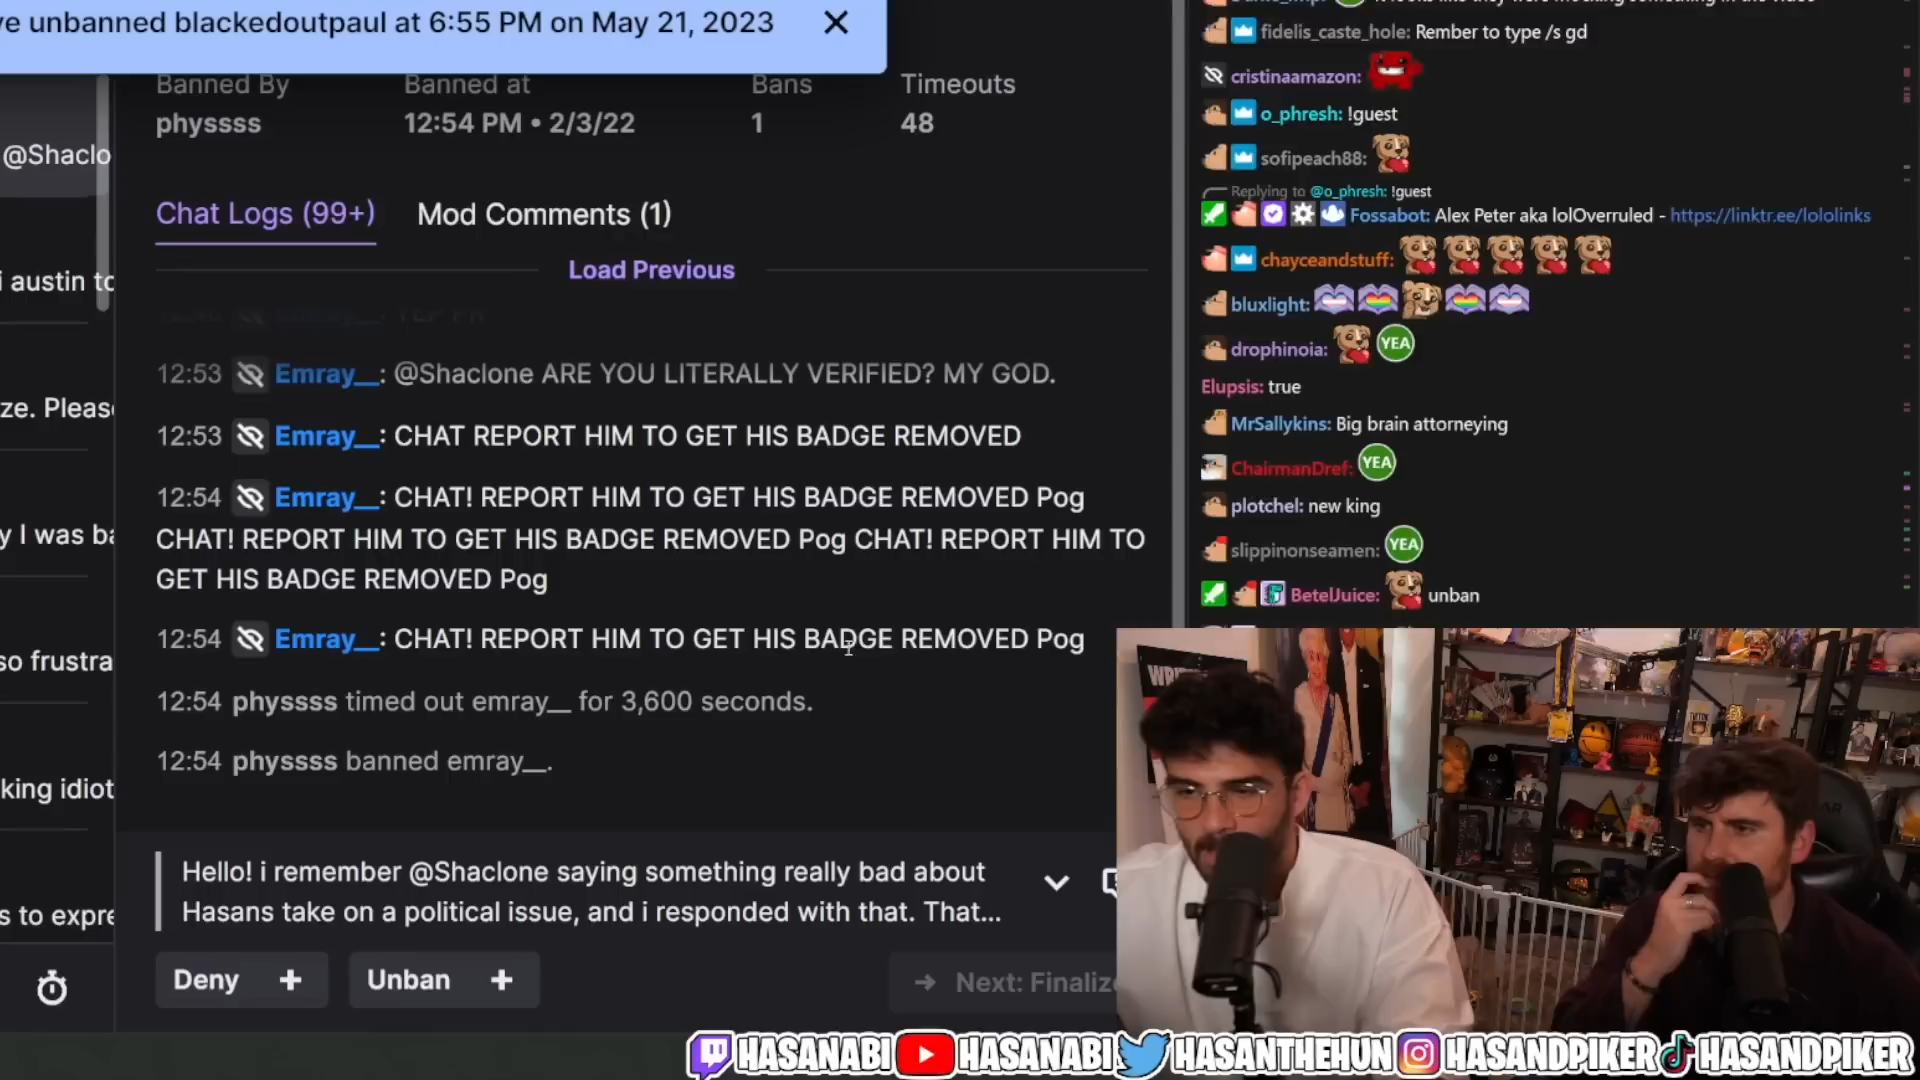 ve unbanned blackedoutpaul at 6:55 PM on May 21, 2023
Banned By
physsss
Banned at
12:54 PM • 2/3/22
Bans
1
Timeouts
48
Chat Logs (99+)
Mod Comments (1)
Load Previous
12:53 Emray__: @Shaclone ARE YOU LITERALLY VERIFIED? MY GOD.
12:53 Emray__: CHAT REPORT HIM TO GET HIS BADGE REMOVED
12:54 Emray__: CHAT! REPORT HIM TO GET HIS BADGE REMOVED Pog
CHAT! REPORT HIM TO GET HIS BADGE REMOVED Pog CHAT! REPORT HIM TO
GET HIS BADGE REMOVED Pog
12:54 Emray__: CHAT! REPORT HIM TO GET HIS BADGE REMOVED Pog
12:54 physsss timed out emray__ for 3,600 seconds.
12:54 physsss banned emray__.
Hello! i remember @Shaclone saying something really bad about
Hasans take on a political issue, and i responded with that. That...
Deny +
Unban +
Next: Finalize
@Shaclo
i austin to
ze. Pleas
y I was ba
so frustra
king idiot
s to expre
fidelis_caste_hole: Rember to type /s gd
cristinaamazon:
o_phresh: !guest
sofipeach88:
Replying to @o_phresh: !guest
Fossabot: Alex Peter aka lolOverruled - https://linktr.ee/lololinks
chayceandstuff:
bluxlight:
drophinoia: YEA
Elupsis: true
MrSallykins: Big brain attorneying
ChairmanDref: YEA
plotchel: new king
slippinonseamen: YEA
BetelJuice: unban
HASANABI HASANABI HASANTHEHUN HASANDPIKER HASANDPIKER